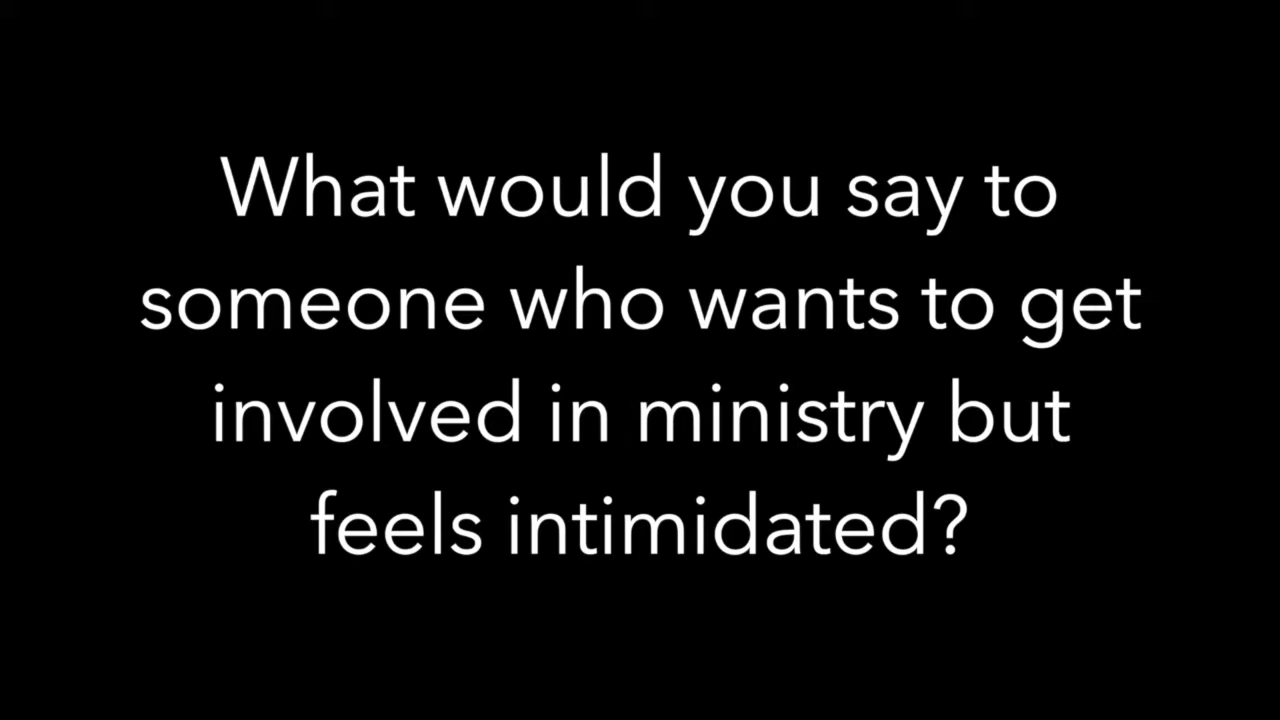 What would you say to
someone who wants to get
involved in ministry but
feels intimidated?